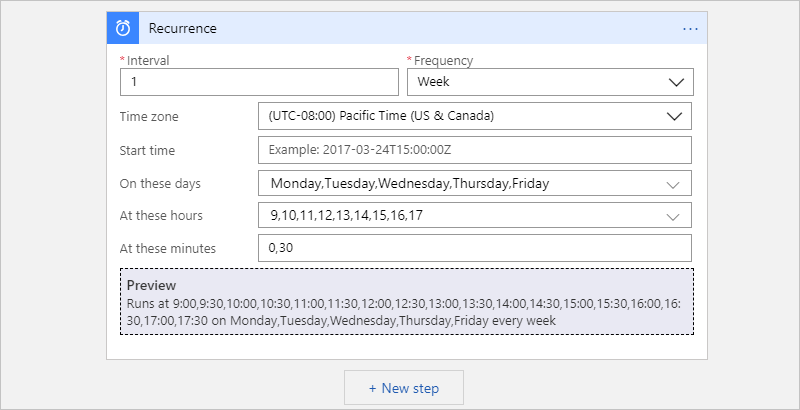 Recurrence
* Interval
* Frequency
1
Week
Time zone
(UTC-08:00) Pacific Time (US & Canada)
Start time
Example: 2017-03-24T15:00:00Z
On these days
Monday,Tuesday,Wednesday,Thursday,Friday
At these hours
9,10,11,12,13,14,15,16,17
At these minutes
0,30
Preview
Runs at 9:00,9:30,10:00,10:30,11:00,11:30,12:00,12:30,13:00,13:30,14:00,14:30,15:00,15:30,16:00,16:
30,17:00,17:30 on Monday,Tuesday,Wednesday,Thursday,Friday every week
+ New step